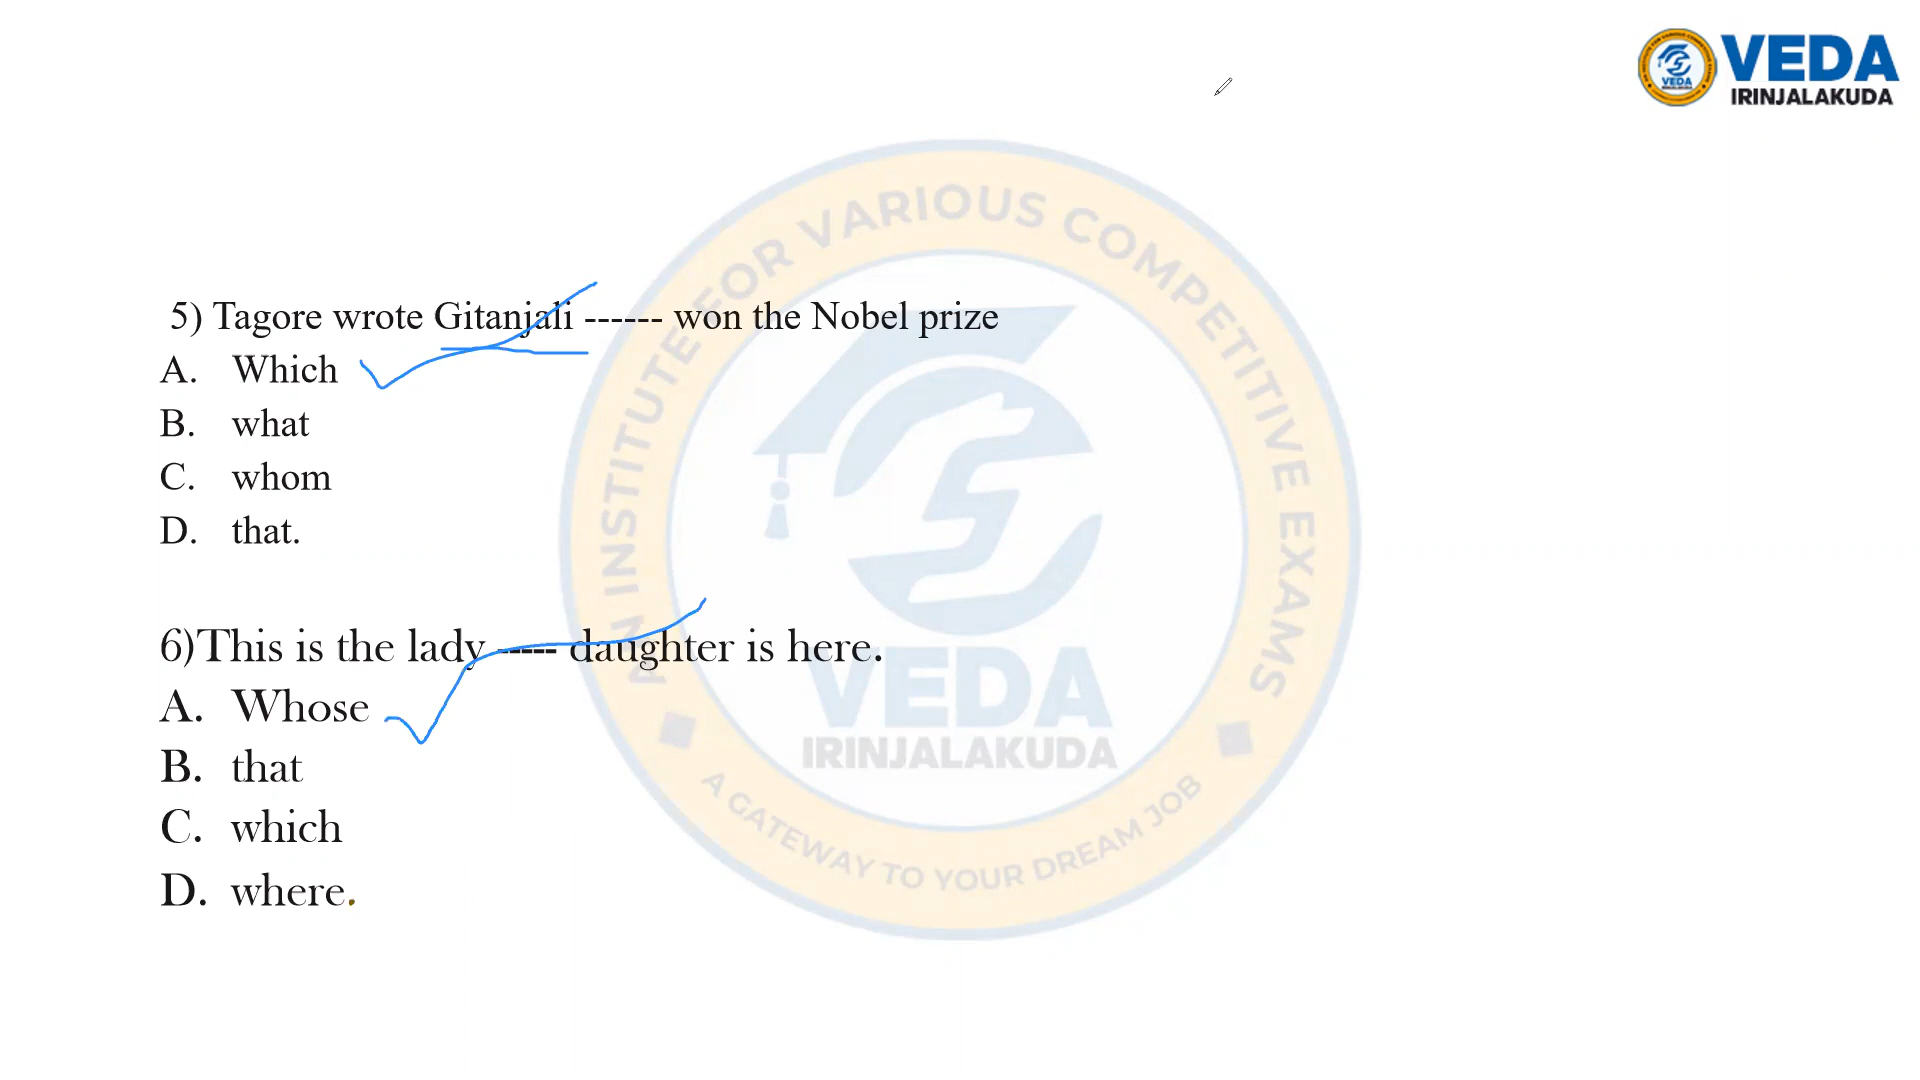 VEDA
IRINJALAKUDA
5) Tagore wrote Gitanjali ------ won the Nobel prize
A. Which
B. what
C. whom
D. that.
6)This is the lady ----- daughter is here.
A. Whose
B. that
C. which
D. where.
AN INSTITUTE FOR VARIOUS COMPETITIVE EXAMS
VEDA
IRINJALAKUDA
A GATEWAY TO YOUR DREAM JOB